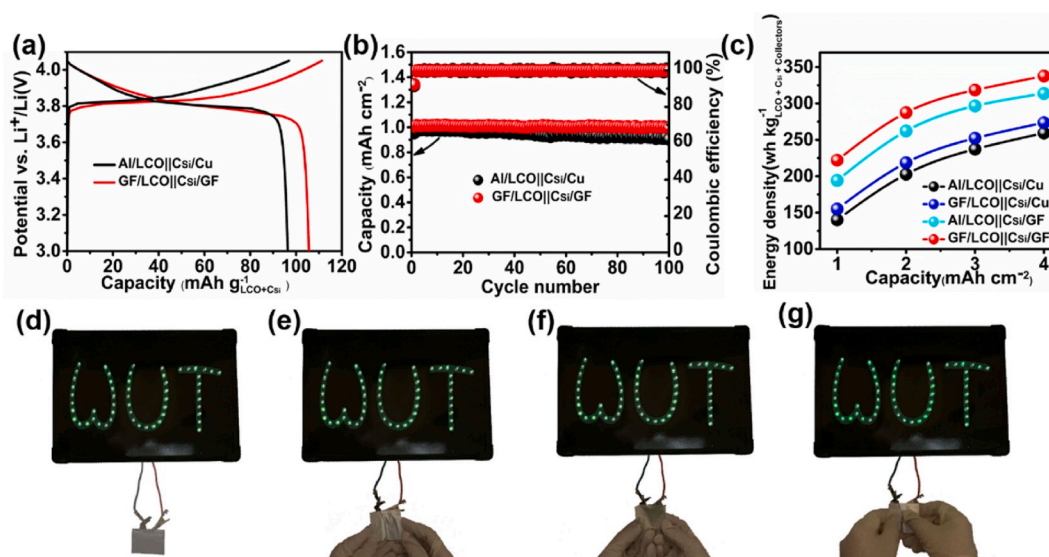 (a)
Potential vs. Li⁺/Li(V)
4.0
3.8
3.6
3.4
3.2
3.0
0 20 40 60 80 100 120
Capacity (mAh g⁻¹LCO+Csi)
Al/LCO||Csi/Cu
GF/LCO||Csi/GF
(b)
Capacity (mAh cm⁻²)
1.6
1.4
1.2
1.0
0.8
0.6
0.4
0.2
0.0
0 20 40 60 80 100
Cycle number
Al/LCO||Csi/Cu
GF/LCO||Csi/GF
100
80
60
40
20
0
Coulombic efficiency (%)
(c)
Energy density(wh kg⁻¹LCO + Csi + Collectors)
350
300
250
200
150
100
1 2 3 4
Capacity(mAh cm⁻²)
Al/LCO||Csi/Cu
GF/LCO||Csi/Cu
Al/LCO||Csi/GF
GF/LCO||Csi/GF
(d)
WUT
(e)
WUT
(f)
WUT
(g)
WUT